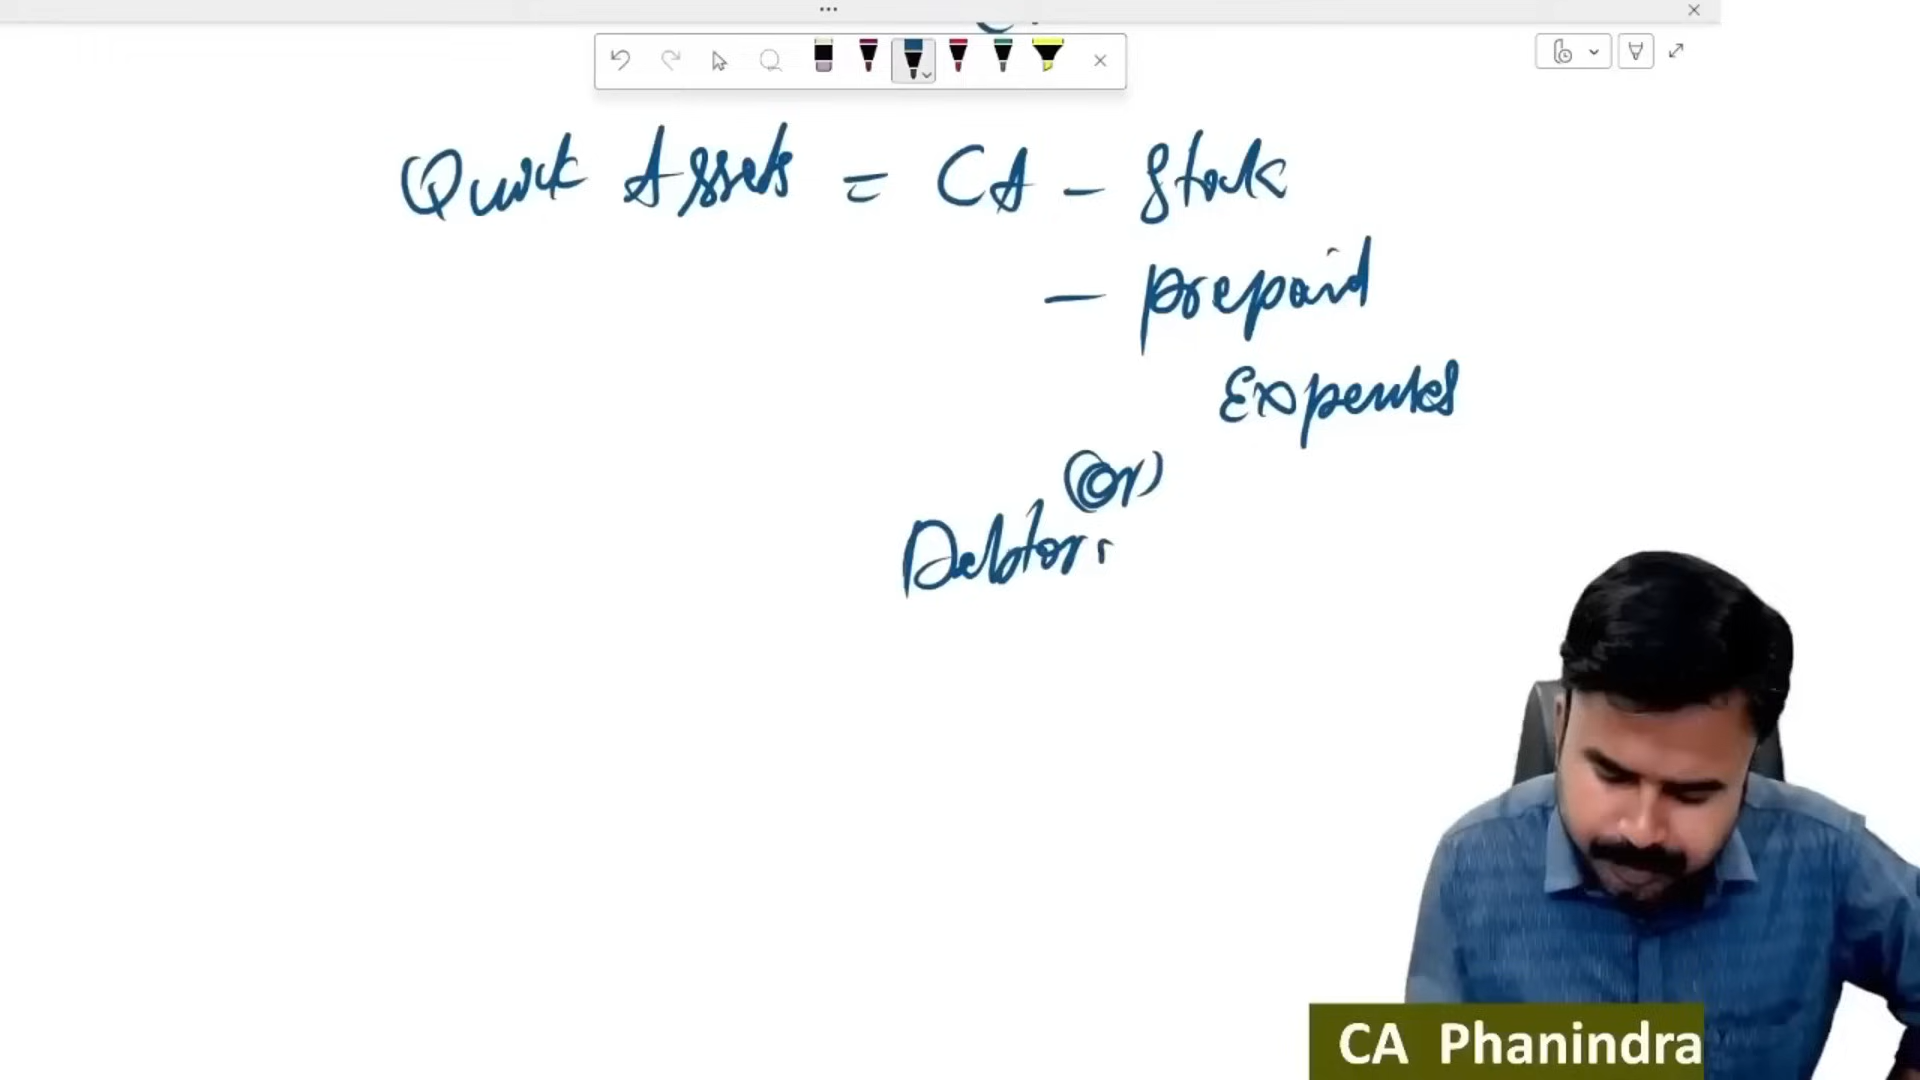 Quick Assets = CA - Stock
- prepaid
Expenses
(or)
Debtors
CA Phanindra